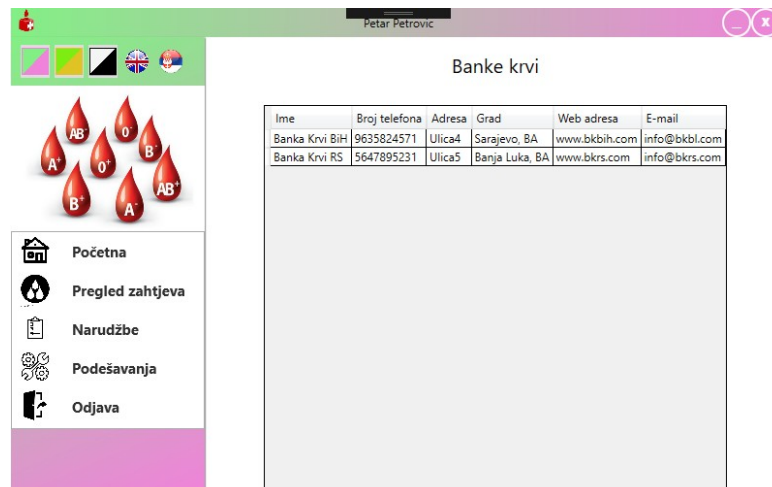 Petar Petrovic
_ X
Banke krvi
AB-
0-
B-
A+
0+
AB+
B+
A-
Ime Broj telefona Adresa Grad Web adresa E-mail
Banka Krvi BiH 9635824571 Ulica4 Sarajevo, BA www.bkbih.com info@bkbl.com
Banka Krvi RS 5647895231 Ulica5 Banja Luka, BA www.bkrs.com info@bkrs.com
Početna
Pregled zahtjeva
Narudžbe
Podešavanja
Odjava